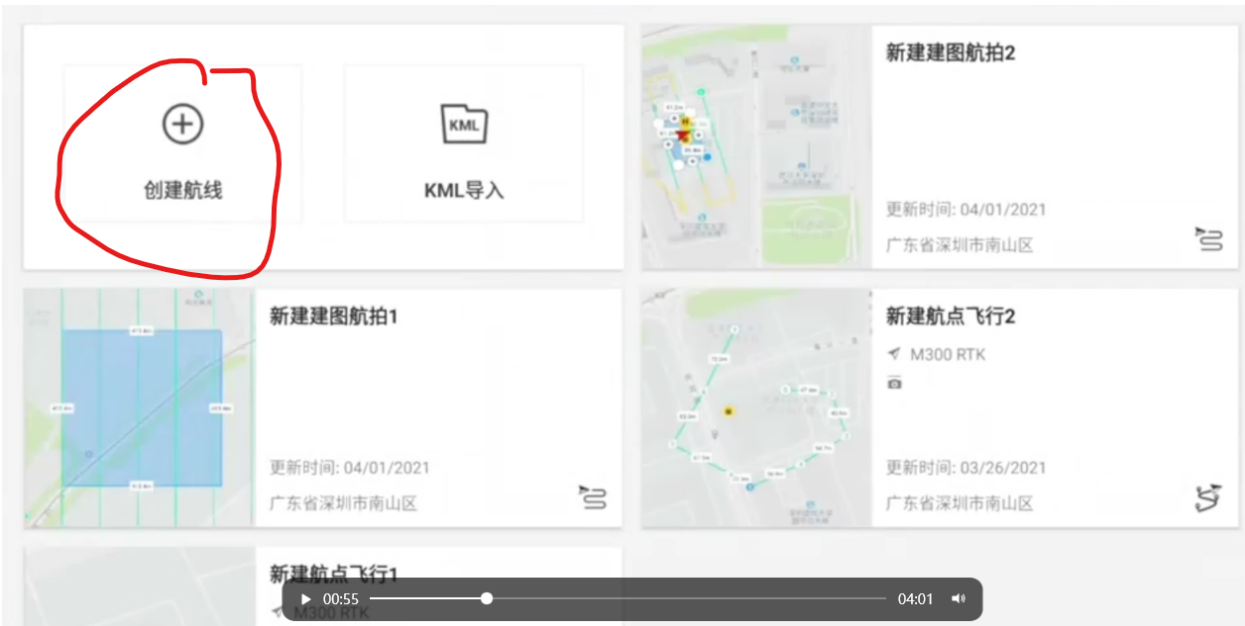 创建航线
KML
KML导入
新建建图航拍2
更新时间: 04/01/2021
广东省深圳市南山区
新建建图航拍1
更新时间: 04/01/2021
广东省深圳市南山区
新建航点飞行2
M300 RTK
更新时间: 03/26/2021
广东省深圳市南山区
新建航点飞行1
M300 RTK
00:55
04:01